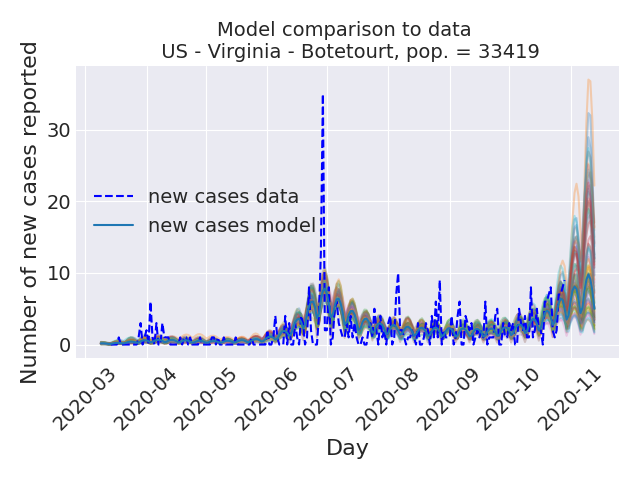 Model comparison to data
US - Virginia - Botetourt, pop. = 33419
Number of new cases reported
30
20
10
0
new cases data
new cases model
2020-03
2020-04
2020-05
2020-06
2020-07
2020-08
2020-09
2020-10
2020-11
Day